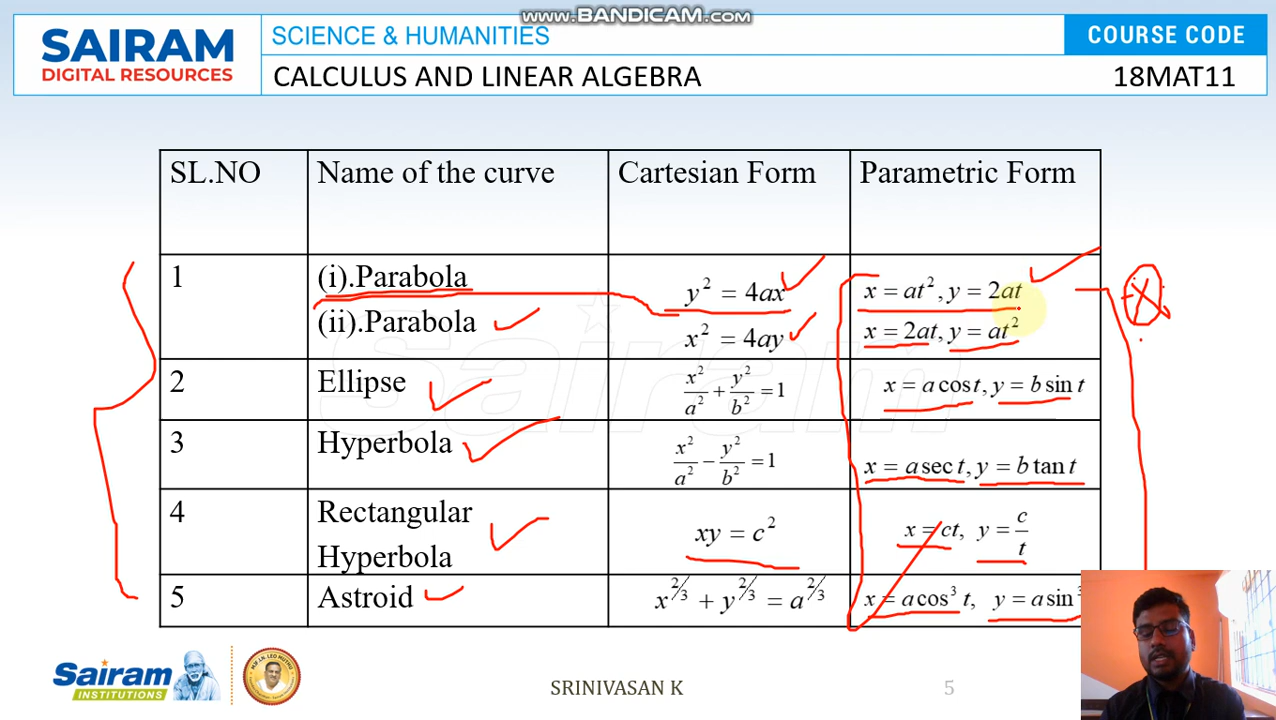 www.BANDICAM.com
SAIRAM
DIGITAL RESOURCES
SCIENCE & HUMANITIES
COURSE CODE
CALCULUS AND LINEAR ALGEBRA
18MAT11
SL.NO Name of the curve Cartesian Form Parametric Form
1 (i).Parabola y² = 4ax x = at², y = 2at
(ii).Parabola x² = 4ay x = 2at, y = at²
2 Ellipse x²/a² + y²/b² = 1 x = a cos t, y = b sin t
3 Hyperbola x²/a² − y²/b² = 1 x = a sec t, y = b tan t
4 Rectangular Hyperbola xy = c² x = ct, y = c/t
5 Astroid x^(2/3) + y^(2/3) = a^(2/3) x = a cos³ t, y = a sin³
Sairam
Sairam
INSTITUTIONS
SRINIVASAN K
5